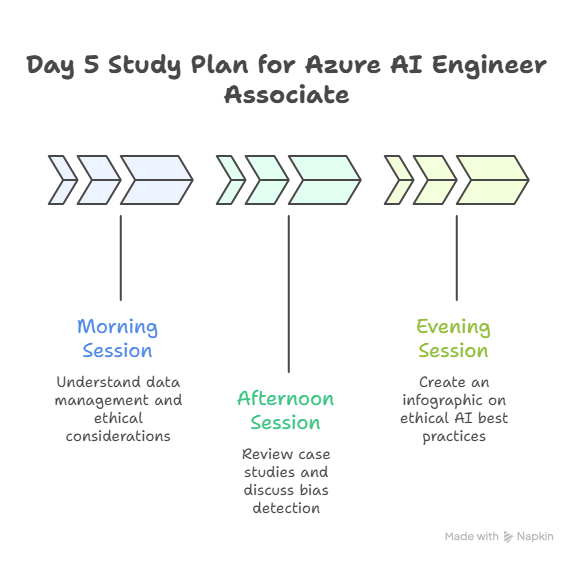 Day 5 Study Plan for Azure AI Engineer
Associate
Morning
Session
Understand data
management and
ethical
considerations
Afternoon
Session
Review case
studies and
discuss bias
detection
Evening
Session
Create an
infographic on
ethical AI best
practices
Made with Napkin